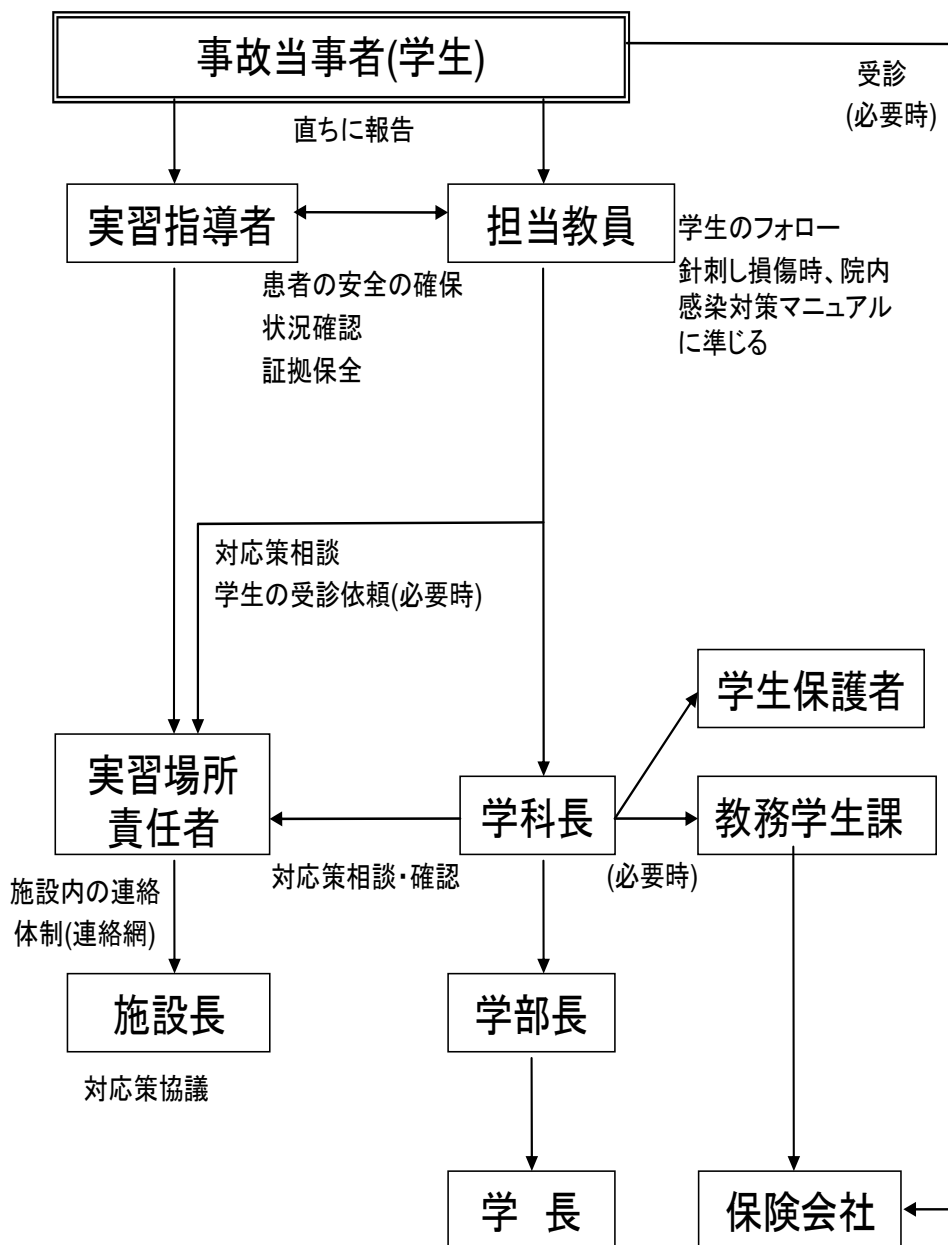 事故当事者(学生)
受診
(必要時)
直ちに報告
実習指導者
担当教員
学生のフォロー
針刺し損傷時、院内
感染対策マニュアル
に準じる
患者の安全の確保
状況確認
証拠保全
対応策相談
学生の受診依頼(必要時)
学生保護者
実習場所
責任者
学科長
教務学生課
対応策相談・確認
(必要時)
施設内の連絡
体制(連絡網)
施設長
学部長
対応策協議
学 長
保険会社